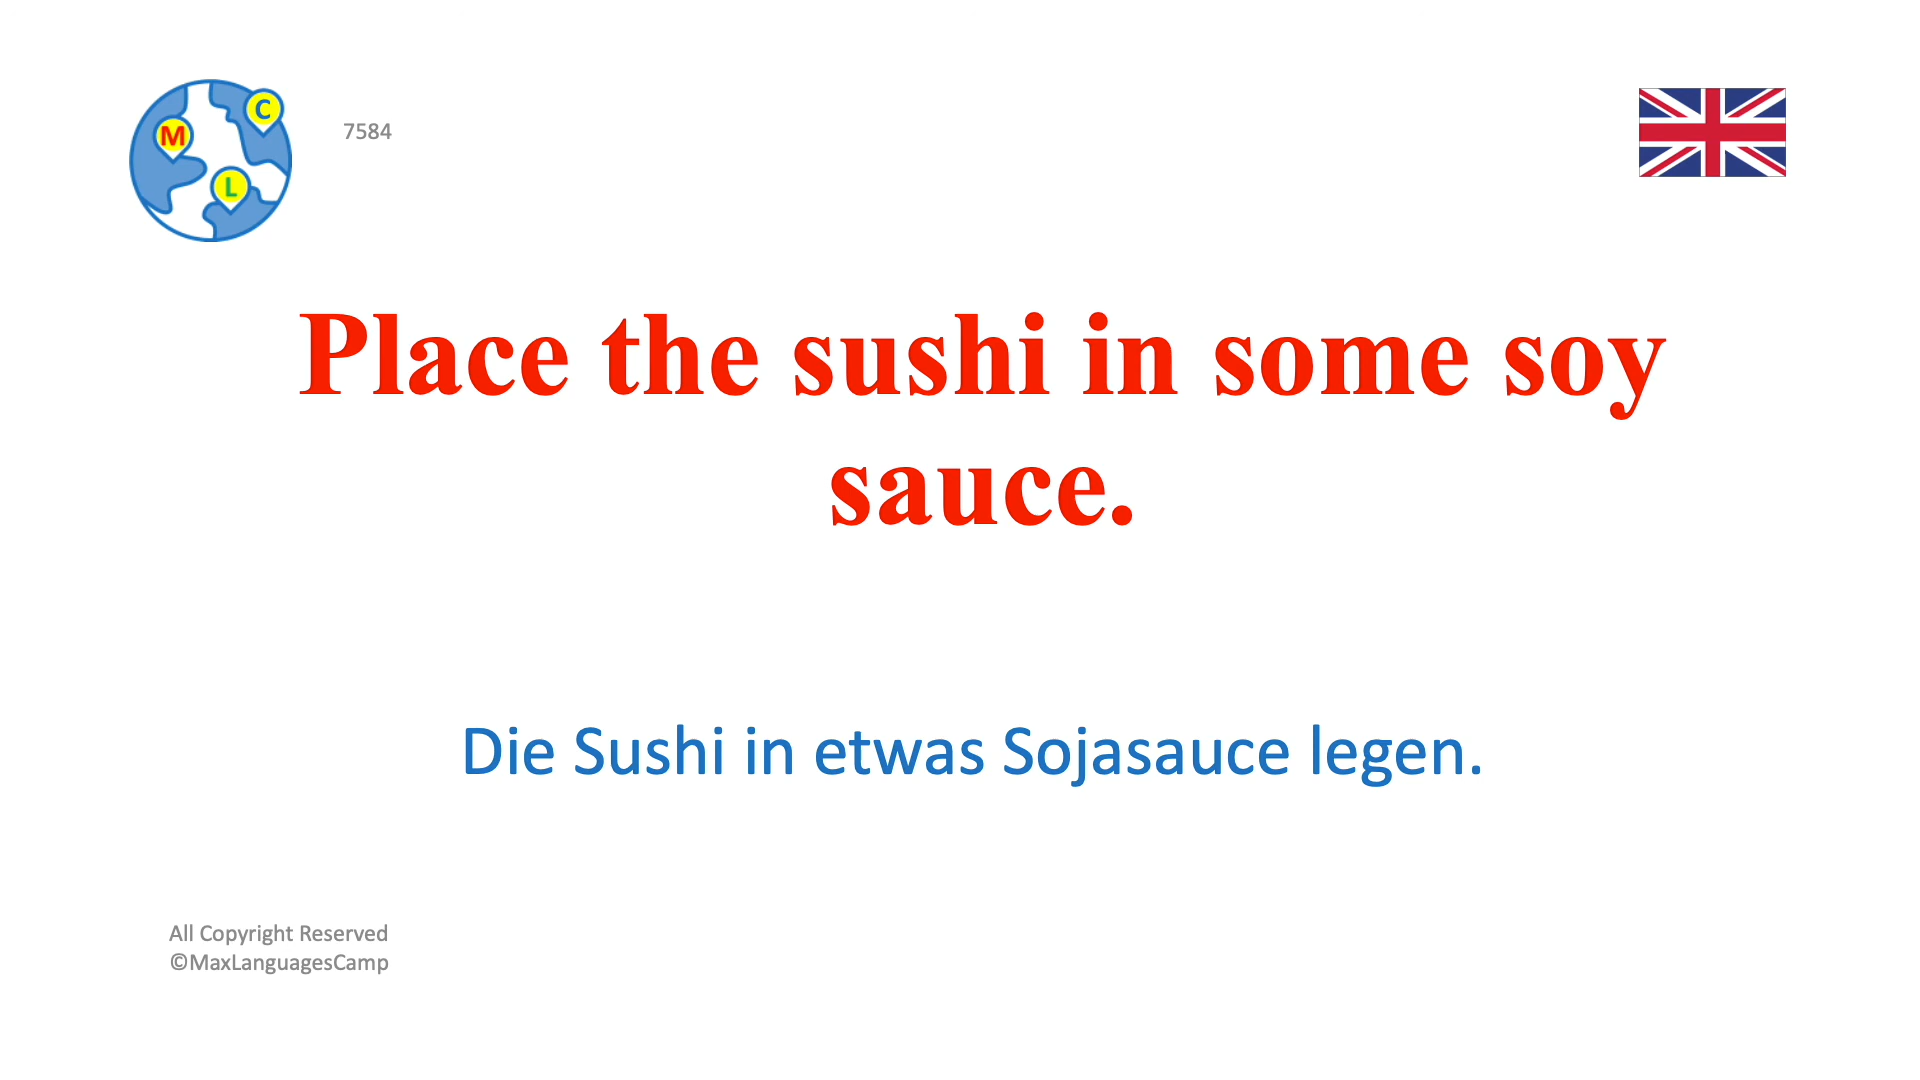 M
C
L
7584
Place the sushi in some soy
sauce.
Die Sushi in etwas Sojasauce legen.
All Copyright Reserved
©MaxLanguagesCamp